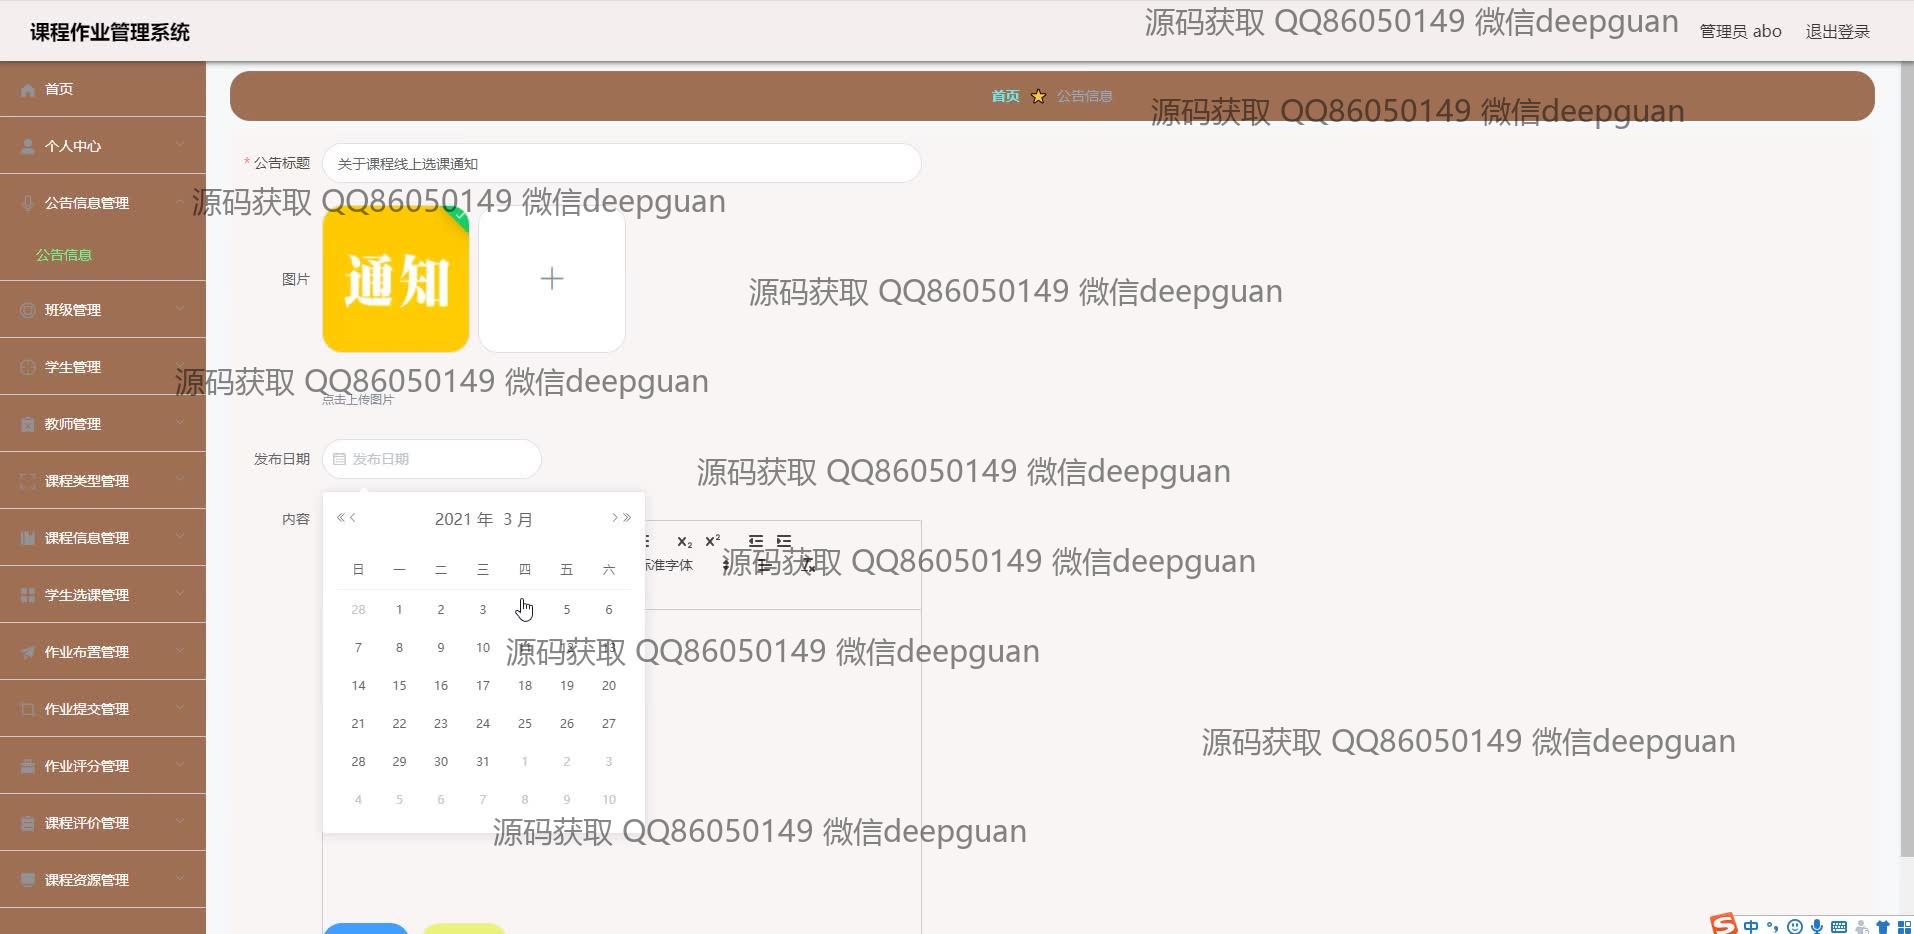 课程作业管理系统
源码获取 QQ86050149 微信deepguan
管理员 abo
退出登录
首页
个人中心
公告信息管理
公告信息
班级管理
学生管理
教师管理
课程类型管理
课程信息管理
学生选课管理
作业布置管理
作业提交管理
作业评分管理
课程评价管理
课程资源管理
首页 公告信息
源码获取 QQ86050149 微信deepguan
* 公告标题 关于课程线上选课通知
源码获取 QQ86050149 微信deepguan
图片
通知
源码获取 QQ86050149 微信deepguan
源码获取 QQ86050149 微信deepguan
点击上传图片
发布日期 发布日期
源码获取 QQ86050149 微信deepguan
内容
2021 年 3 月
X₂ X²
标准字体
源码获取 QQ86050149 微信deepguan
日 一 二 三 四 五 六
28 1 2 3 5 6
7 8 9 10 11 12 13
源码获取 QQ86050149 微信deepguan
14 15 16 17 18 19 20
21 22 23 24 25 26 27
源码获取 QQ86050149 微信deepguan
28 29 30 31 1 2 3
4 5 6 7 8 9 10
源码获取 QQ86050149 微信deepguan
中